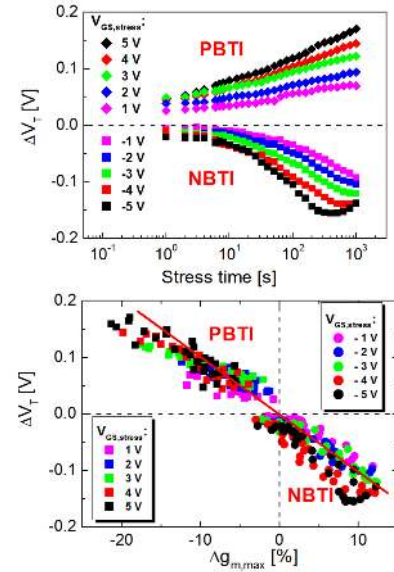 V_GS,stress:
5 V
4 V
3 V
2 V
1 V
PBTI
-1 V
-2 V
-3 V
-4 V
-5 V
NBTI
ΔV_T [V]
0.2
0.1
0.0
-0.1
-0.2
10^-1 10^0 10^1 10^2 10^3
Stress time [s]
PBTI
V_GS,stress:
- 1 V
- 2 V
- 3 V
- 4 V
- 5 V
V_GS,stress:
1 V
2 V
3 V
4 V
5 V
NBTI
ΔV_T [V]
0.2
0.1
0.0
-0.1
-0.2
-20 -10 0 10
Δg_m,max [%]